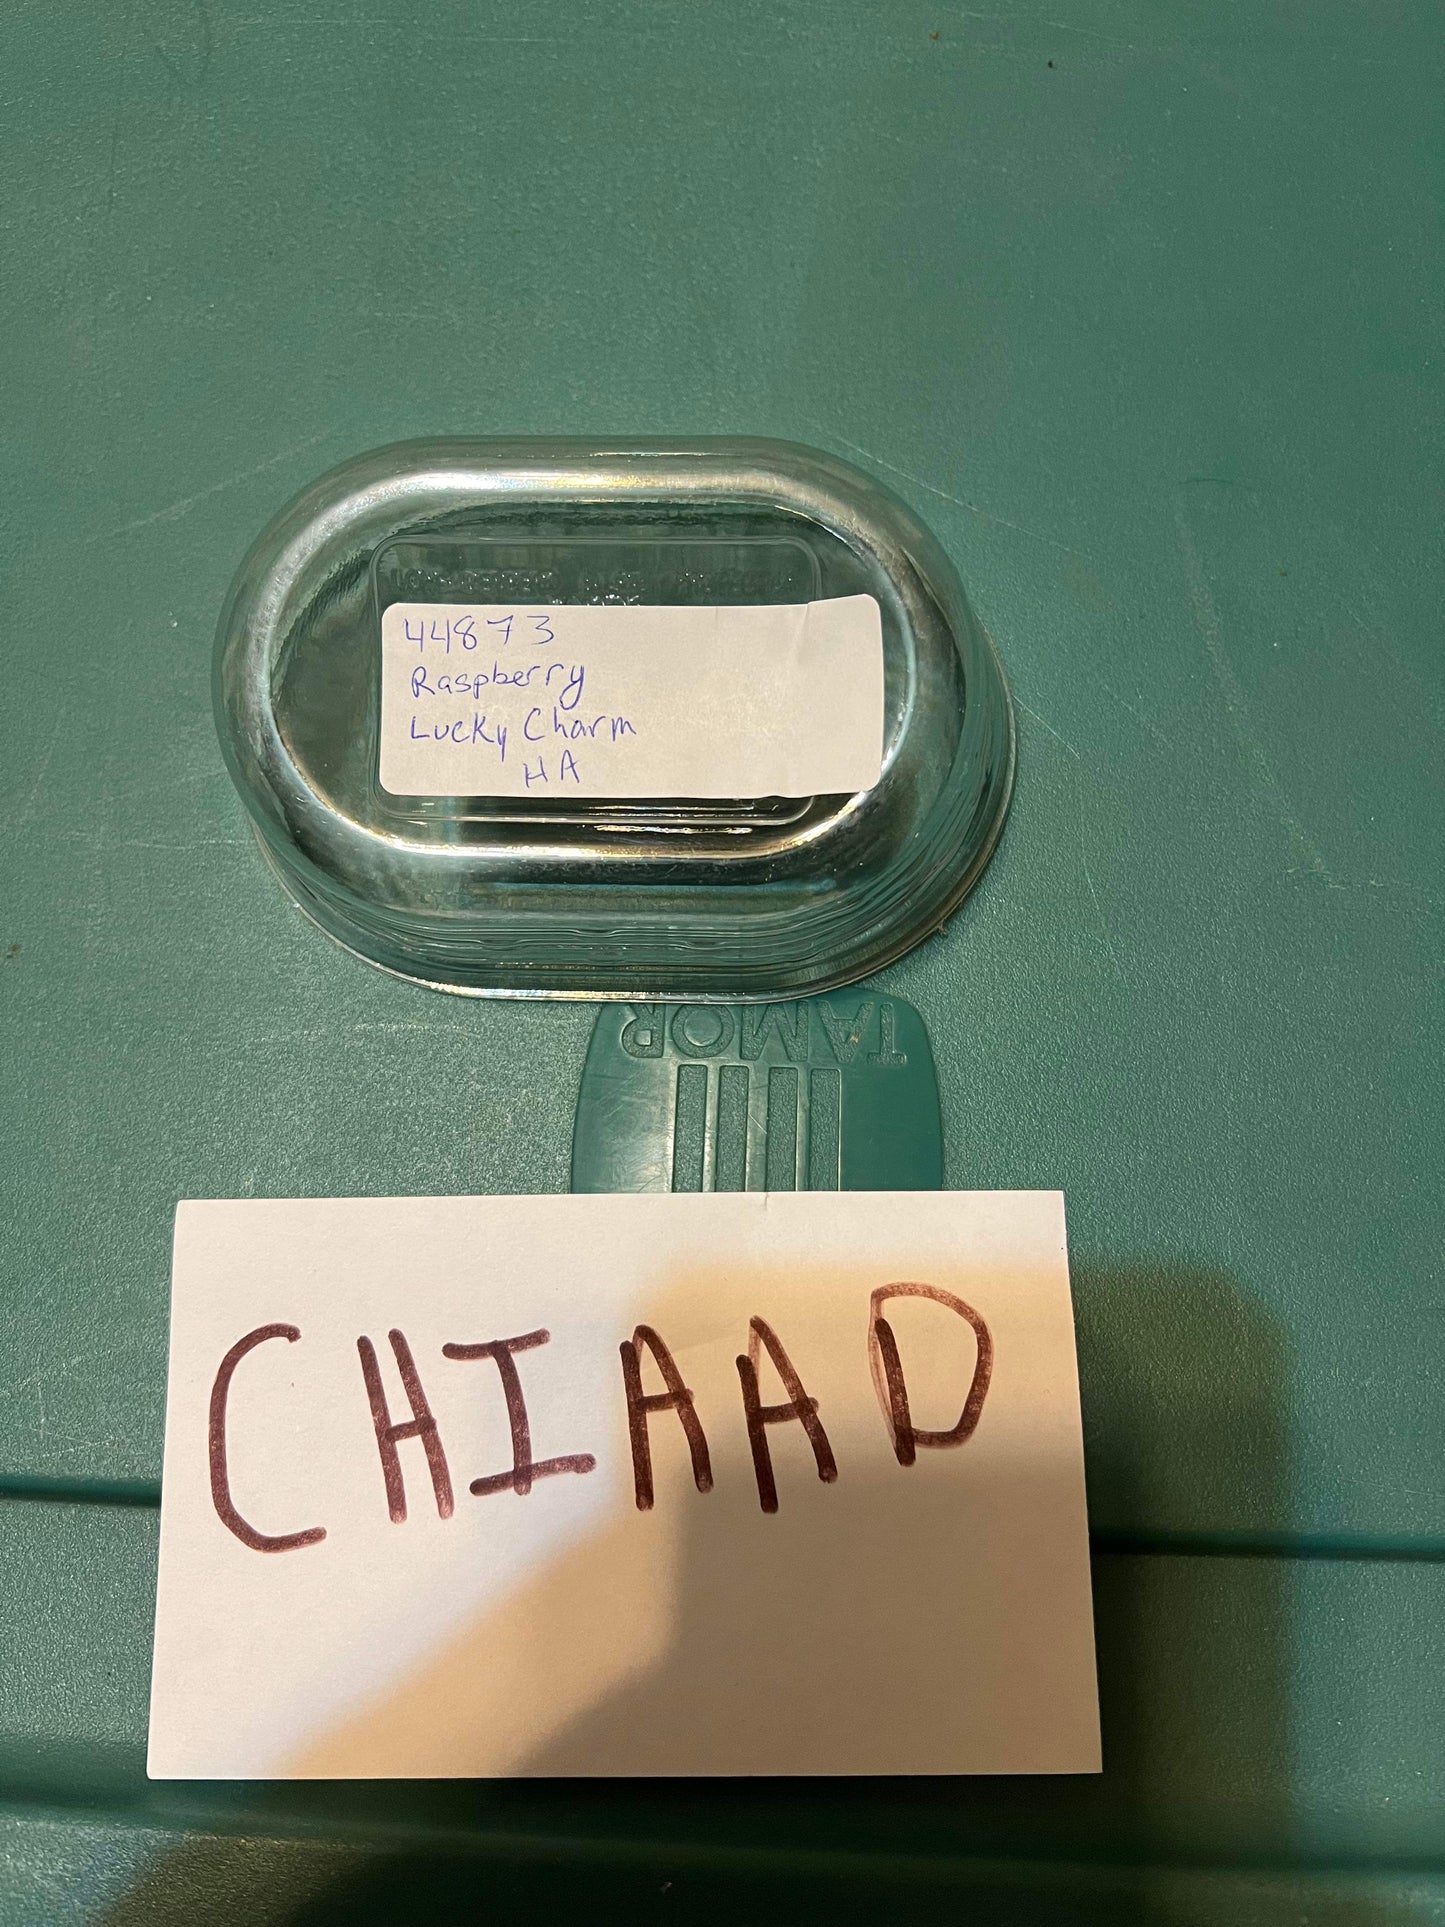 44873
Raspberry
Lucky Charm
HA
TAMOR
CHIAAD